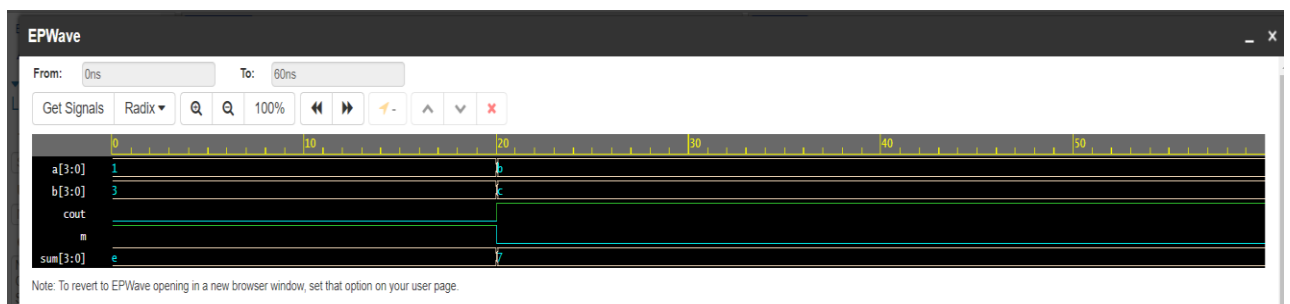 EPWave
From: 0ns To: 60ns
Get Signals Radix 100% -
0 10 20 30 40 50
a[3:0] 1 b
b[3:0] 3 c
cout
m
sum[3:0] e 7
Note: To revert to EPWave opening in a new browser window, set that option on your user page.